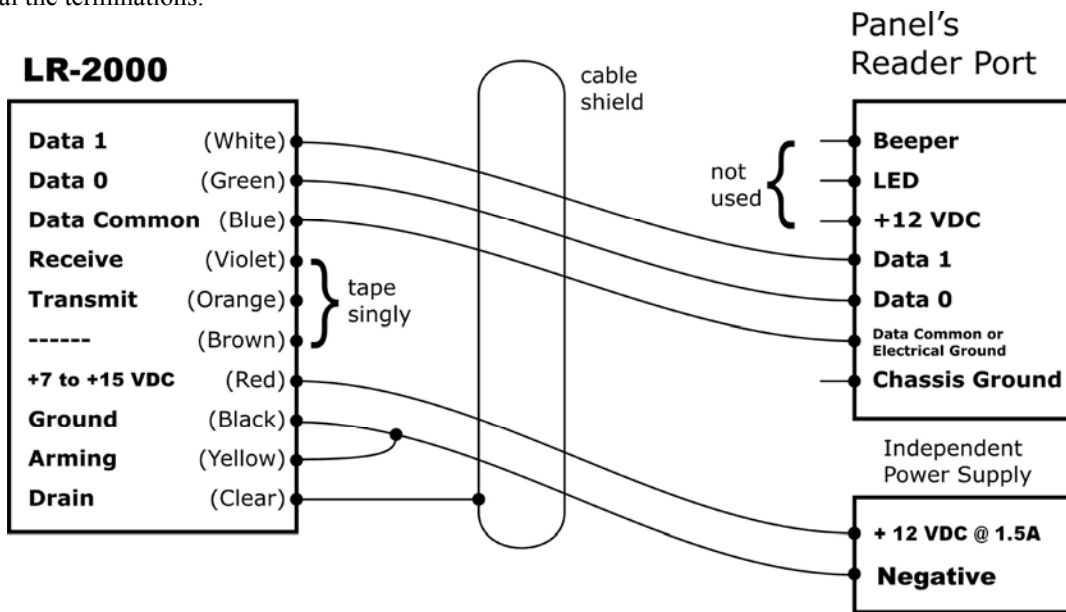 LR-2000
Data 1 (White)
Data 0 (Green)
Data Common (Blue)
Receive (Violet)
Transmit (Orange)
------ (Brown)
+7 to +15 VDC (Red)
Ground (Black)
Arming (Yellow)
Drain (Clear)
tape
singly
cable
shield
Panel's
Reader Port
not
used
Beeper
LED
+12 VDC
Data 1
Data 0
Data Common or
Electrical Ground
Chassis Ground
Independent
Power Supply
+ 12 VDC @ 1.5A
Negative